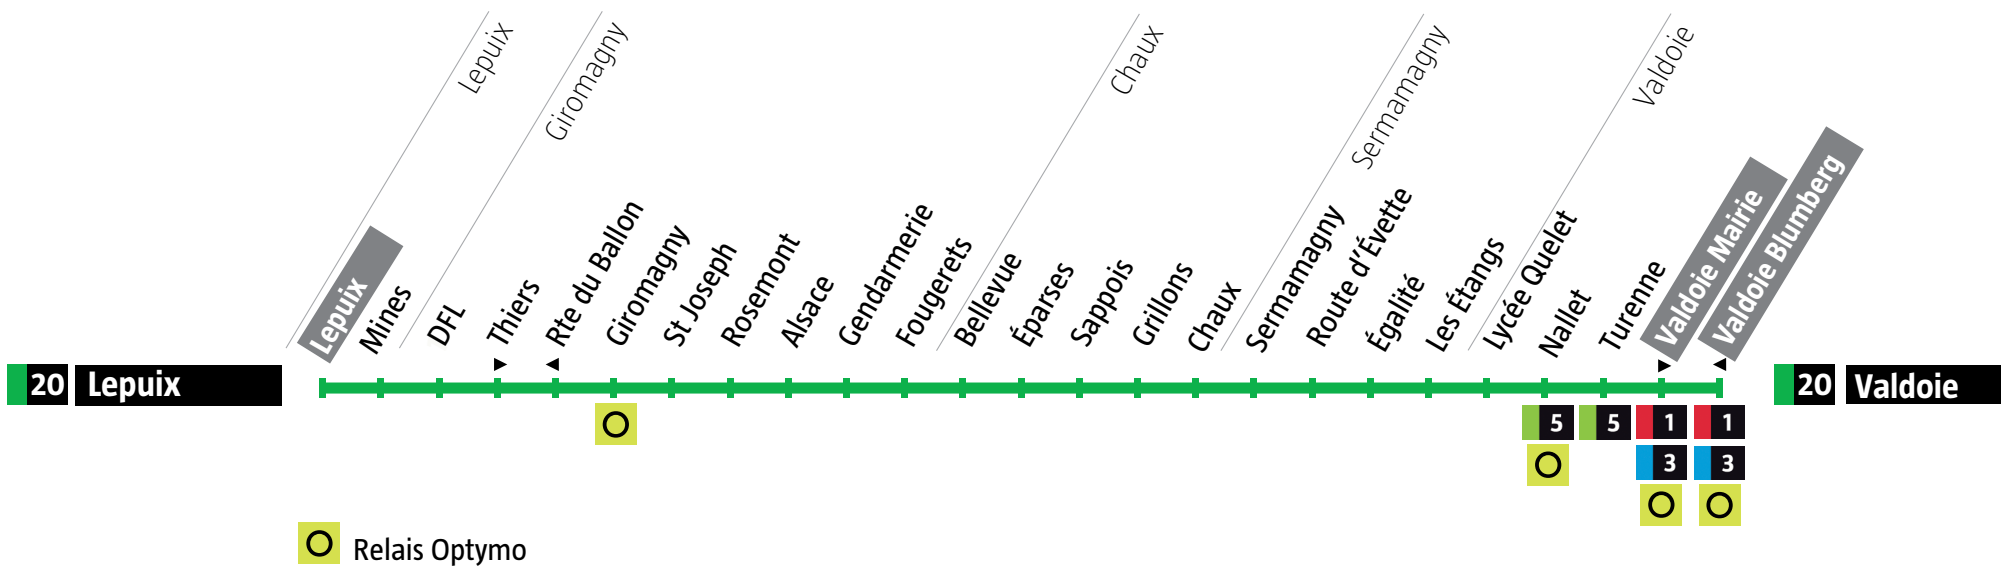 Lepuix
Giromagny
Chaux
Sermamagny
Valdoie
Lepuix
Mines
DFL
Thiers
Rte du Ballon
Giromagny
St Joseph
Rosemont
Alsace
Gendarmerie
Fougerets
Bellevue
Éparses
Sappois
Grillons
Chaux
Sermamagny
Route d'Évette
Égalité
Les Étangs
Lycée Quelet
Nallet
Turenne
Valdoie Mairie
Valdoie Blumberg
20 Lepuix
20 Valdoie
5 5 1 1
3 3
Relais Optymo